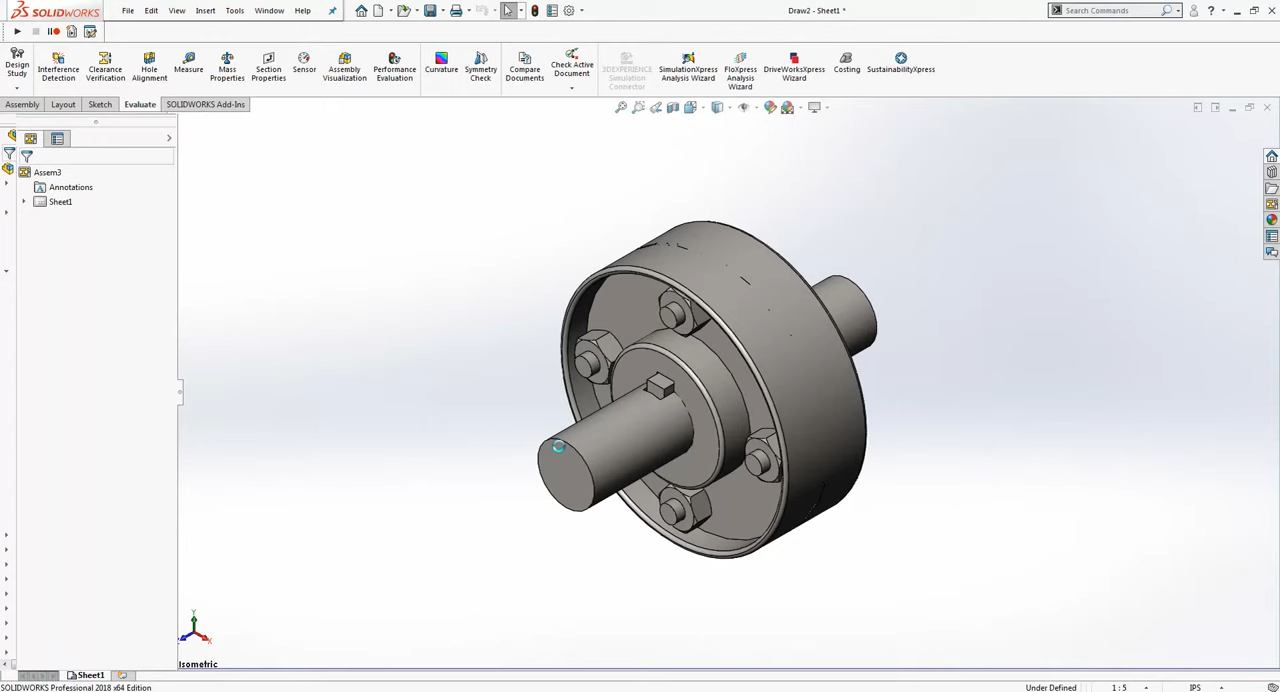 SOLIDWORKS
File Edit View Insert Tools Window Help
Draw2 - Sheet1 *
Search Commands
Design Study
Interference Detection
Clearance Verification
Hole Alignment
Measure
Mass Properties
Section Properties
Sensor
Assembly Visualization
Performance Evaluation
Curvature
Symmetry Check
Compare Documents
Check Active Document
3DEXPERIENCE Simulation Connector
SimulationXpress Analysis Wizard
FloXpress Analysis Wizard
DriveWorksXpress Wizard
Costing
SustainabilityXpress
Assembly Layout Sketch Evaluate SOLIDWORKS Add-Ins
Assem3
Annotations
Sheet1
Y
X
Isometric
Sheet1
SOLIDWORKS Professional 2018 x64 Edition
Under Defined 1 : 5 IPS